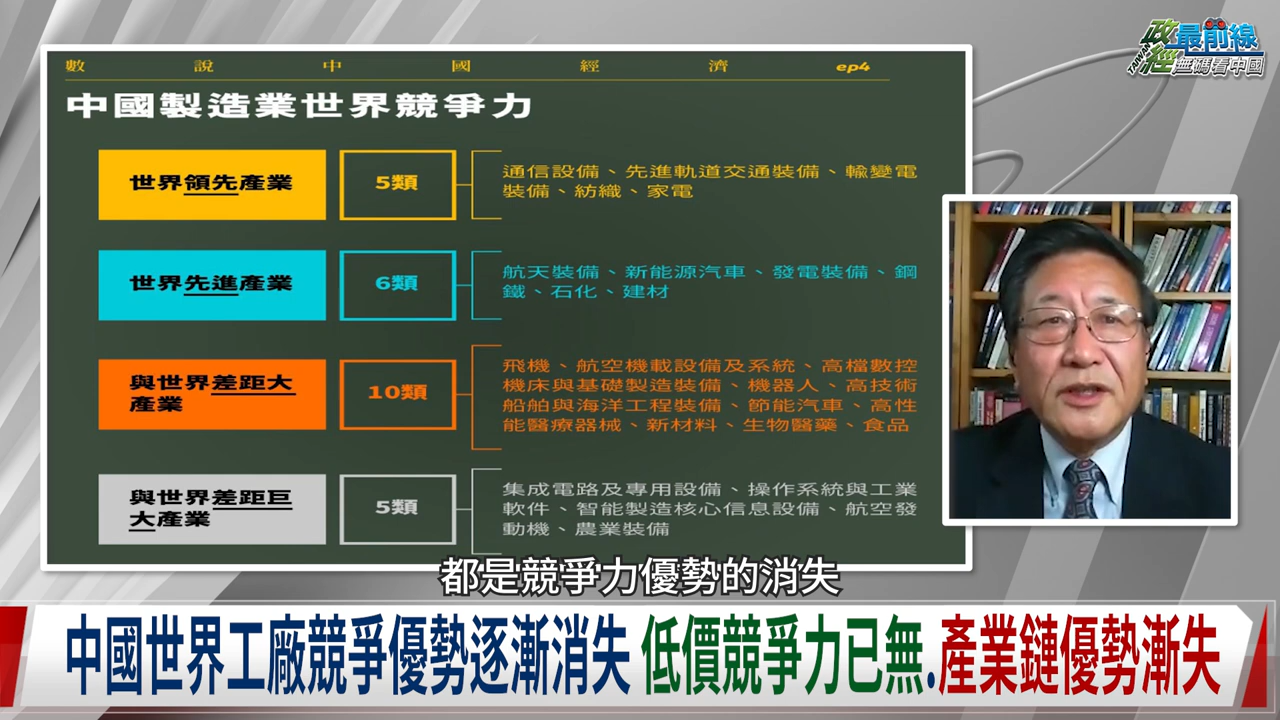 政經最前線
無碼看中國
數說中國經濟 ep4
中國製造業世界競爭力
世界領先產業
5類
通信設備、先進軌道交通裝備、輸變電
裝備、紡織、家電
世界先進產業
6類
航天裝備、新能源汽車、發電裝備、鋼
鐵、石化、建材
與世界差距大
產業
10類
飛機、航空機載設備及系統、高檔數控
機床與基礎製造裝備、機器人、高技術
船舶與海洋工程裝備、節能汽車、高性
能醫療器械、新材料、生物醫藥、食品
與世界差距巨
大產業
5類
集成電路及專用設備、操作系統與工業
軟件、智能製造核心信息設備、航空發
動機、農業裝備
都是競爭力優勢的消失
中國世界工廠競爭優勢逐漸消失 低價競爭力已無.產業鏈優勢漸失